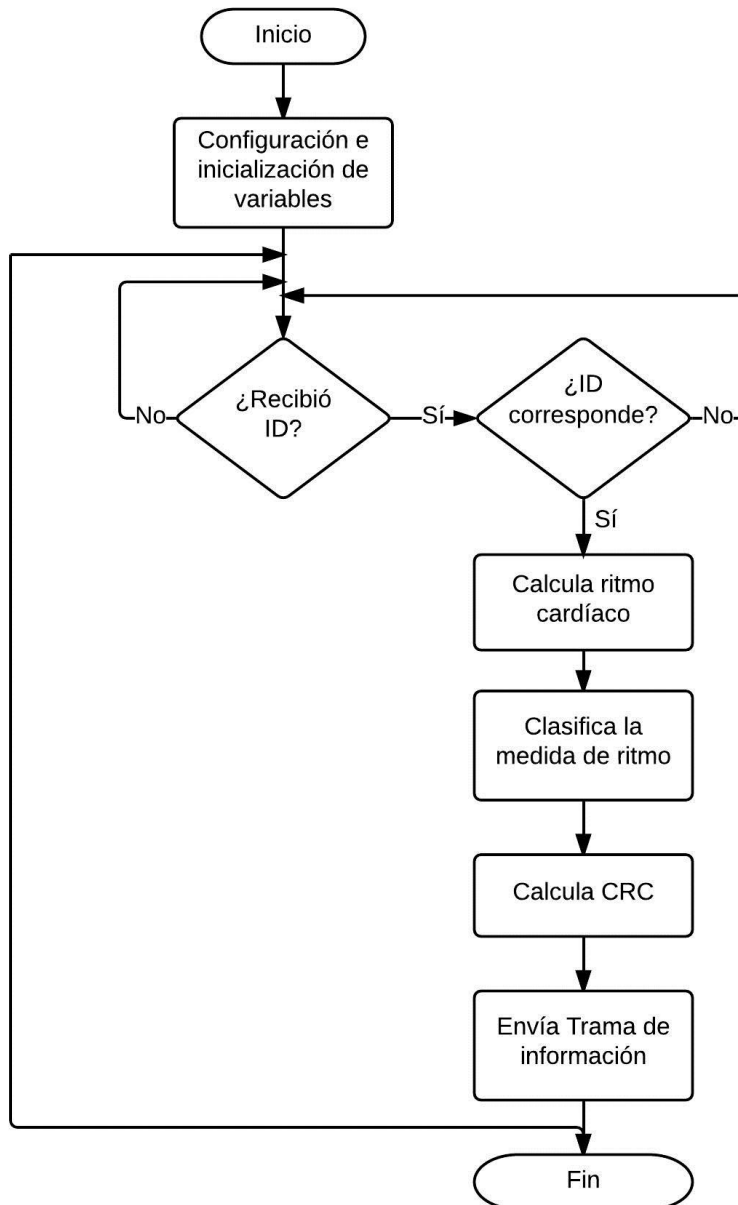 Inicio
Configuración e
inicialización de
variables
¿Recibió
ID?
No
Sí
¿ID
corresponde?
No
Sí
Calcula ritmo
cardíaco
Clasifica la
medida de ritmo
Calcula CRC
Envía Trama de
información
Fin